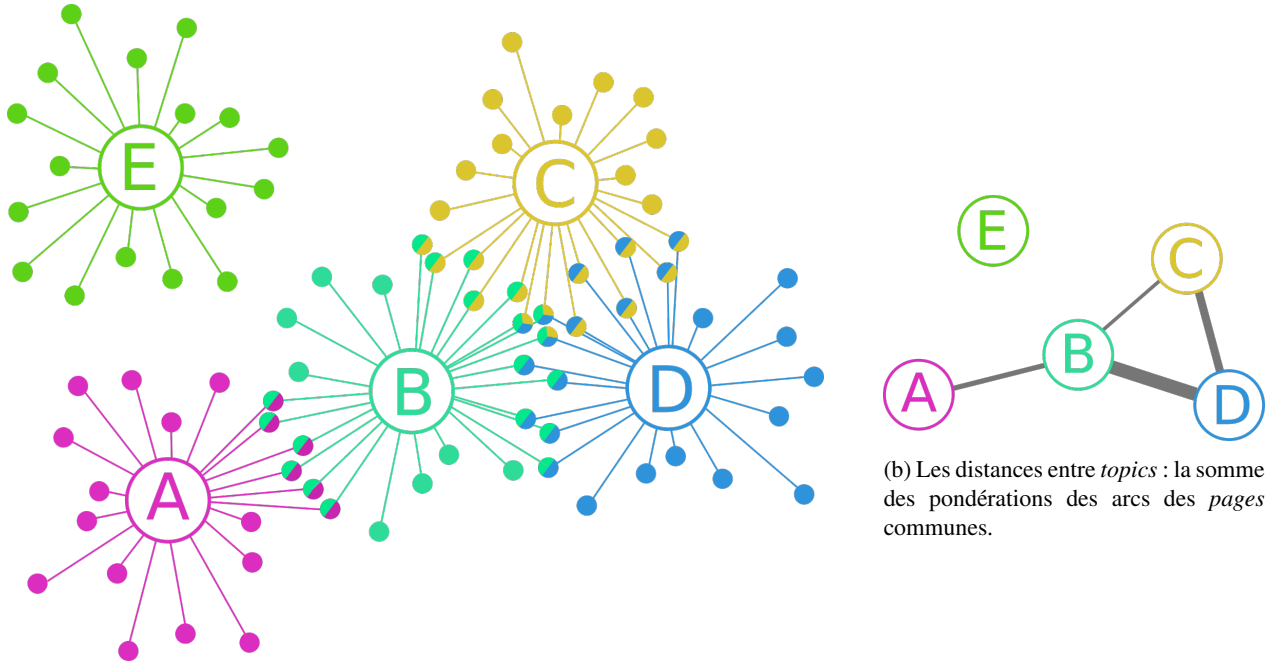 E
C
B
D
A
E
C
B
A
D
(b) Les distances entre topics : la somme
des pondérations des arcs des pages
communes.